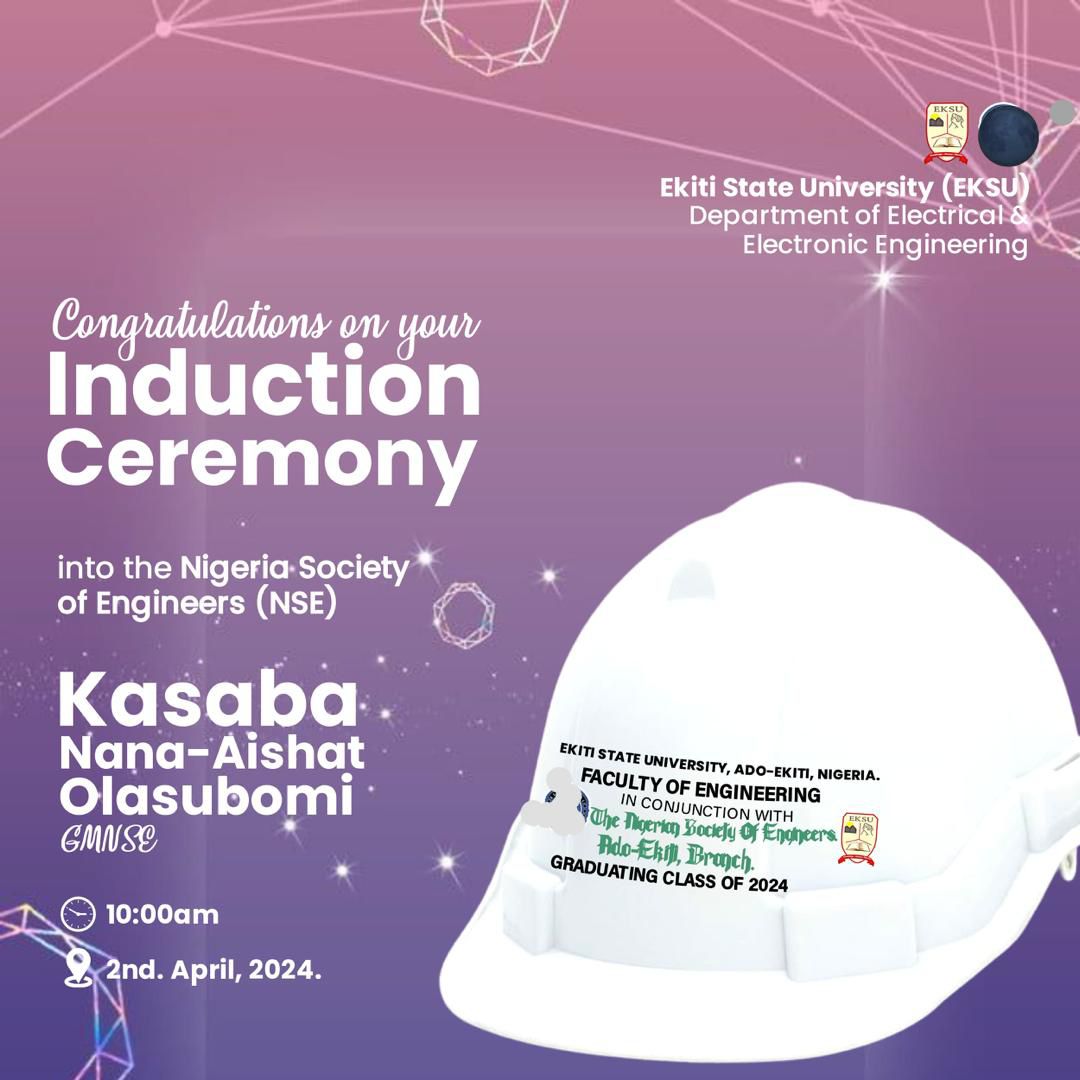 EKSU
Ekiti State University (EKSU)
Department of Electrical &
Electronic Engineering
Congratulations on your
Induction
Ceremony
into the Nigeria Society
of Engineers (NSE)
Kasaba
Nana-Aishat
Olasubomi
GMNSE
10:00am
2nd. April, 2024.
EKITI STATE UNIVERSITY, ADO-EKITI, NIGERIA.
FACULTY OF ENGINEERING
IN CONJUNCTION WITH
The Nigerian Society Of Engineers.
Ado-Ekiti, Branch.
EKSU
GRADUATING CLASS OF 2024